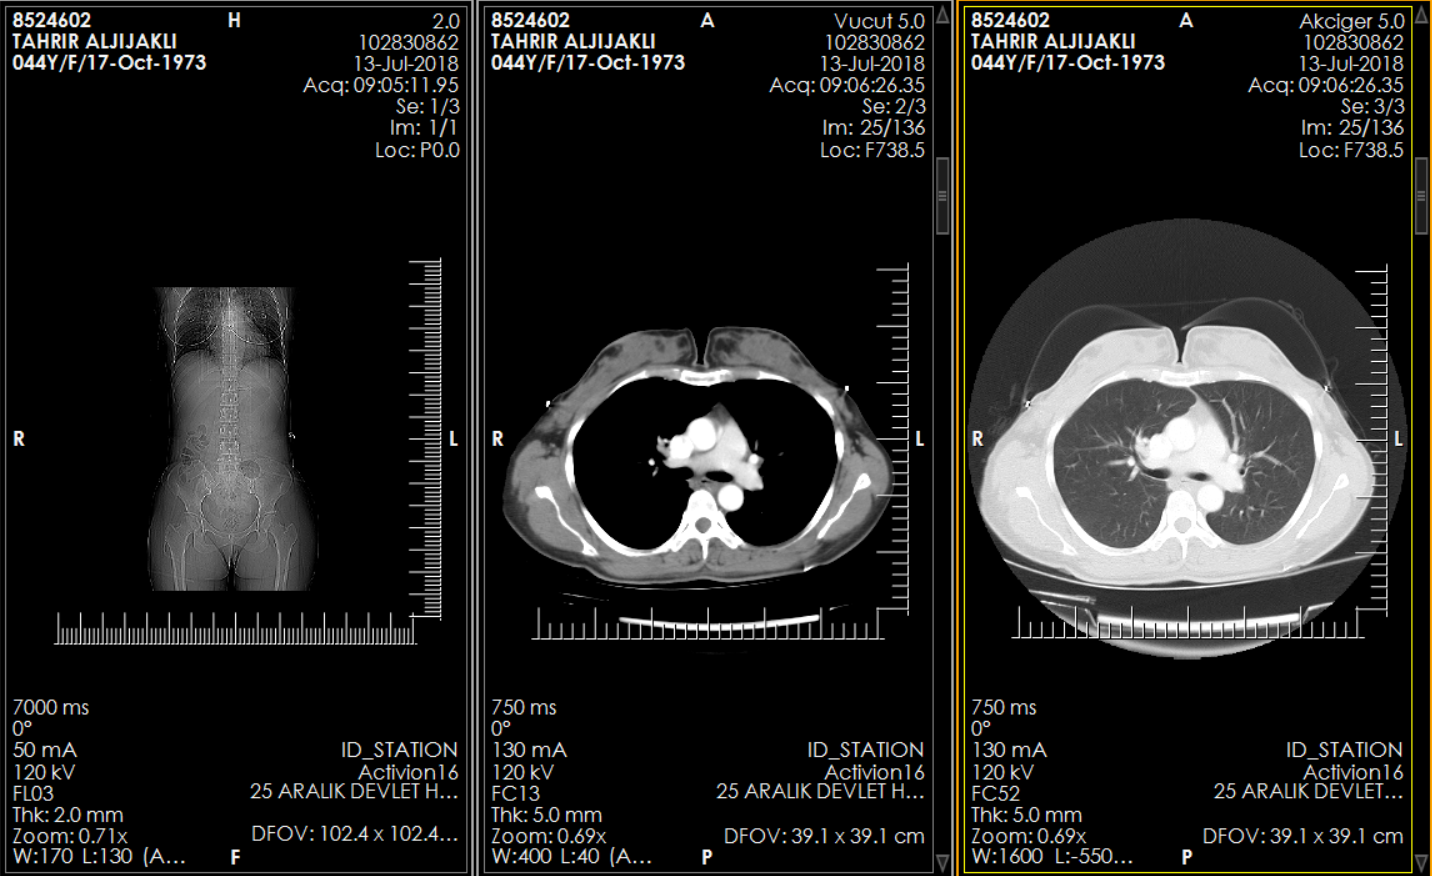 8524602
H
2.0
TAHRIR ALJIJAKLI
102830862
044Y/F/17-Oct-1973
13-Jul-2018
Acq: 09:05:11.95
Se: 1/3
Im: 1/1
Loc: P0.0
R
L
7000 ms
0°
50 mA
ID_STATION
120 kV
Activion16
FL03
25 ARALIK DEVLET H...
Thk: 2.0 mm
Zoom: 0.71x
DFOV: 102.4 x 102.4...
W:170 L:130 (A...
F
8524602
A
Vucut 5.0
TAHRIR ALJIJAKLI
102830862
044Y/F/17-Oct-1973
13-Jul-2018
Acq: 09:06:26.35
Se: 2/3
Im: 25/136
Loc: F738.5
R
L
750 ms
0°
130 mA
ID_STATION
120 kV
Activion16
FC13
25 ARALIK DEVLET H...
Thk: 5.0 mm
Zoom: 0.69x
DFOV: 39.1 x 39.1 cm
W:400 L:40 (A...
P
8524602
A
Akciger 5.0
TAHRIR ALJIJAKLI
102830862
044Y/F/17-Oct-1973
13-Jul-2018
Acq: 09:06:26.35
Se: 3/3
Im: 25/136
Loc: F738.5
R
L
750 ms
0°
130 mA
ID_STATION
120 kV
Activion16
FC52
25 ARALIK DEVLET...
Thk: 5.0 mm
Zoom: 0.69x
DFOV: 39.1 x 39.1 cm
W:1600 L:-550...
P